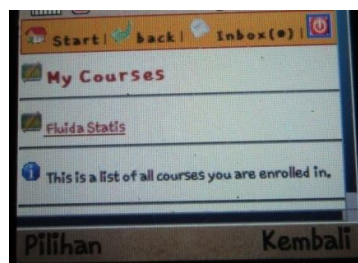 Start | back | Inbox(•) |
My Courses
Fluida Statis
This is a list of all courses you are enrolled in.
Pilihan Kembali